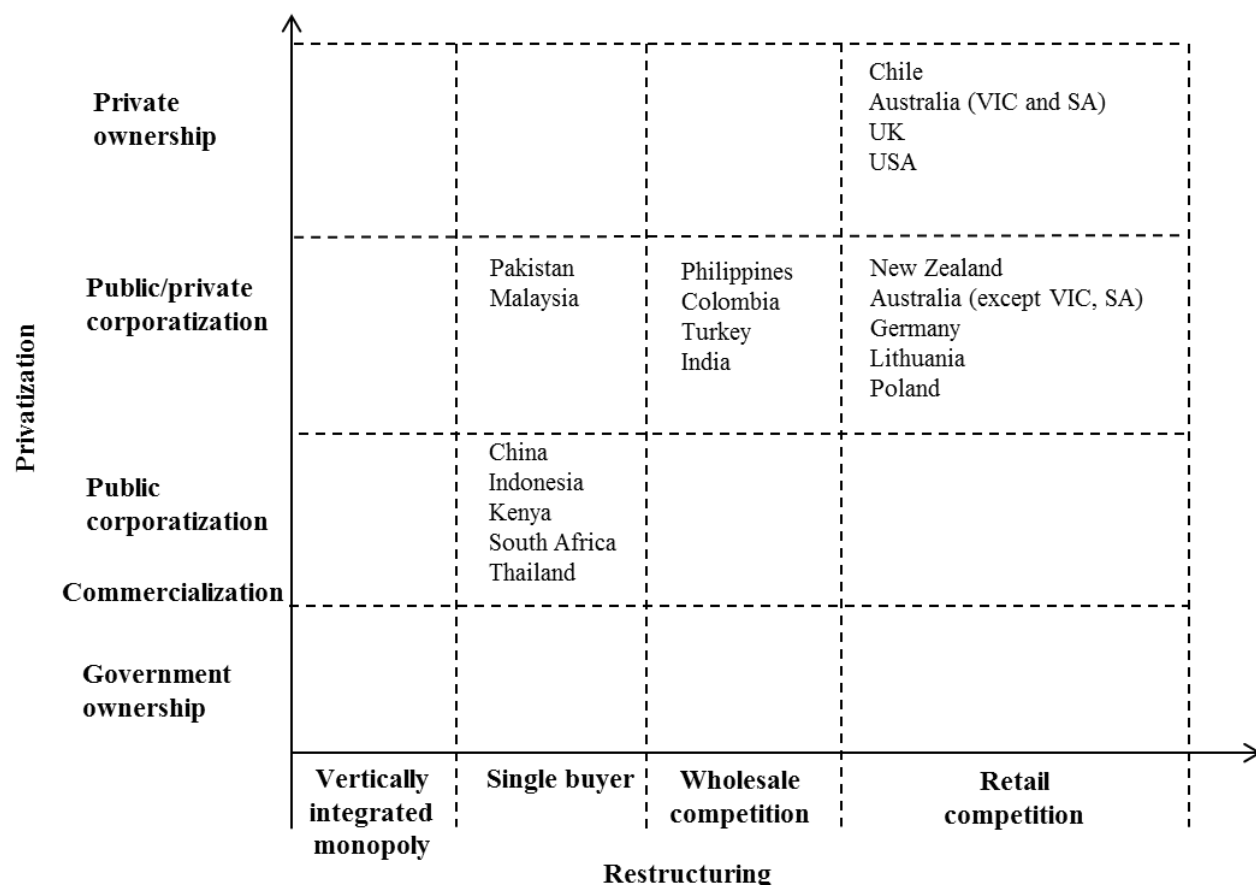 Private
ownership
Chile
Australia (VIC and SA)
UK
USA
Public/private
corporatization
Pakistan
Malaysia
Philippines
Colombia
Turkey
India
New Zealand
Australia (except VIC, SA)
Germany
Lithuania
Poland
Privatization
Public
corporatization
China
Indonesia
Kenya
South Africa
Thailand
Commercialization
Government
ownership
Vertically
integrated
monopoly
Single buyer
Wholesale
competition
Retail
competition
Restructuring